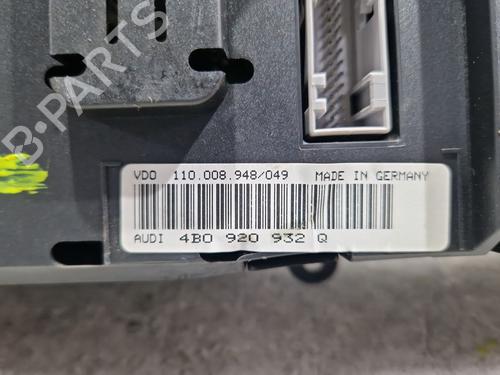 B-PARTS
VDO 110.008.948/049 MADE IN GERMANY
AUDI 4B0 920 932 Q